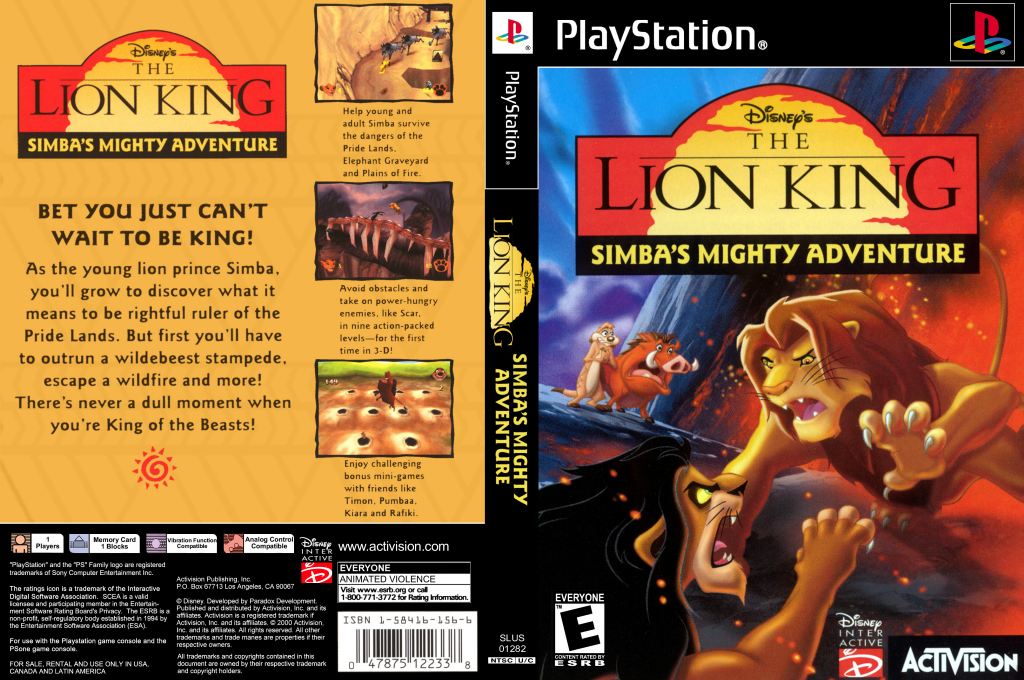 Disney's
THE
LION KING
SIMBA'S MIGHTY ADVENTURE
BET YOU JUST CAN'T
WAIT TO BE KING!
As the young lion prince Simba,
you'll grow to discover what it
means to be rightful ruler of the
Pride Lands. But first you'll have
to outrun a wildebeest stampede,
escape a wildfire and more!
There's never a dull moment when
you're King of the Beasts!
Help young and
adult Simba survive
the dangers of the
Pride Lands,
Elephant Graveyard
and Plains of Fire.
Avoid obstacles and
take on power-hungry
enemies, like Scar,
in nine action-packed
levels—for the first
time in 3-D!
Enjoy challenging
bonus mini-games
with friends like
Timon, Pumbaa,
Kiara and Rafiki.
1
Players
Memory Card
1 Blocks
Vibration Function
Compatible
Analog Control
Compatible
"PlayStation" and the "PS" Family logo are registered
trademarks of Sony Computer Entertainment Inc.
The ratings icon is a trademark of the Interactive
Digital Software Association. SCEA is a valid
licensee and participating member in the Entertain-
ment Software Rating Board's Privacy. The ESRB is a
non-profit, self-regulatory body established in 1994 by
the Entertainment Software Association (ESA).
For use with the Playstation game console and the
PSone game console.
FOR SALE, RENTAL AND USE ONLY IN USA,
CANADA AND LATIN AMERICA
Activision Publishing, Inc.
P.O. Box 67713 Los Angeles, CA 90067
© Disney. Developed by Paradox Development.
Published and distributed by Activision, Inc. and its
affiliates. Activision is a registered trademark if
Activision, Inc. and its affiliates. © 2000 Activision,
Inc. and its affiliates. All rights reserved. All other
trademarks and trade manes are properties if their
respective owners.
All trademarks and copyrights contained in this
document are owned by their respective trademark
and copyright holders.
Disney
INTER
ACTIVE
www.activision.com
EVERYONE
ANIMATED VIOLENCE
Visit www.esrb.org or call
1-800-771-3772 for Rating Information.
ISBN 1-58416-156-6
0 47875 12233 8
PlayStation®
Disney's
THE
LION KING
SIMBA'S MIGHTY
ADVENTURE
SLUS
01282
NTSC U/C
PlayStation®
Disney's
THE
LION KING
SIMBA'S MIGHTY ADVENTURE
EVERYONE
E
CONTENT RATED BY
ESRB
Disney
INTER
ACTIVE
ACTIVISION